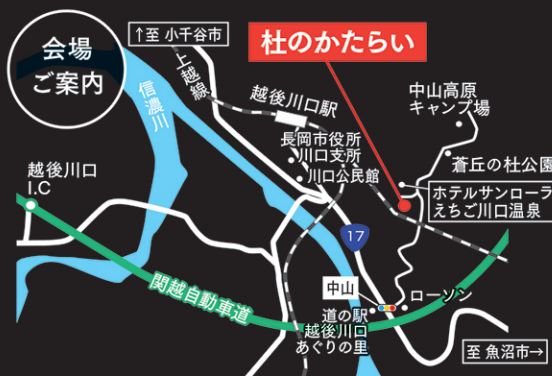 会場
ご案内
↑至 小千谷市
杜のかたらい
上越線
信濃川
越後川口駅
中山高原
キャンプ場
長岡市役所
川口支所
川口公民館
蒼丘の杜公園
越後川口
I.C
ホテルサンローラ
えちご川口温泉
17
関越自動車道
中山
ローソン
道の駅
越後川口
あぐりの里
至 魚沼市→